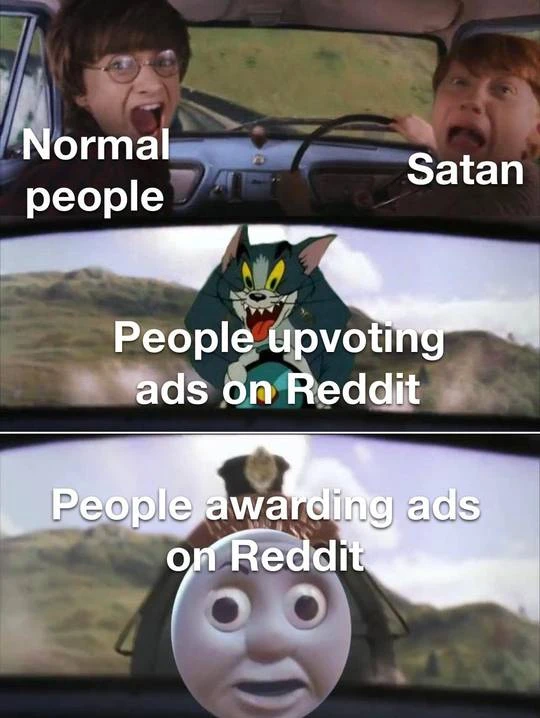 Normal
people
Satan
People upvoting
ads on Reddit
People awarding ads
on Reddit